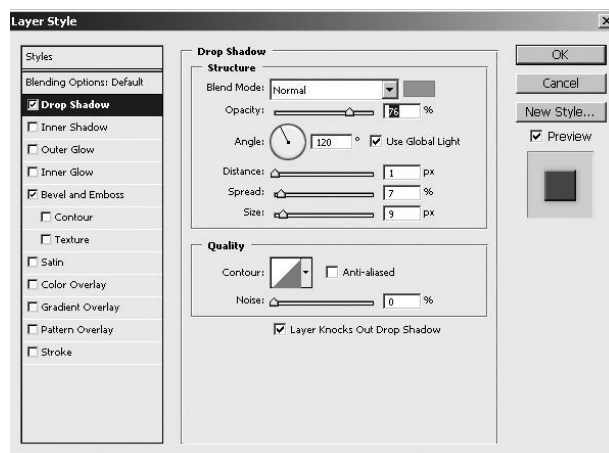 Layer Style
Styles
Blending Options: Default
Drop Shadow
Inner Shadow
Outer Glow
Inner Glow
Bevel and Emboss
Contour
Texture
Satin
Color Overlay
Gradient Overlay
Pattern Overlay
Stroke
Drop Shadow
Structure
Blend Mode: Normal
Opacity: 76 %
Angle: 120 ° Use Global Light
Distance: 1 px
Spread: 7 %
Size: 9 px
Quality
Contour: Anti-aliased
Noise: 0 %
Layer Knocks Out Drop Shadow
OK
Cancel
New Style...
Preview